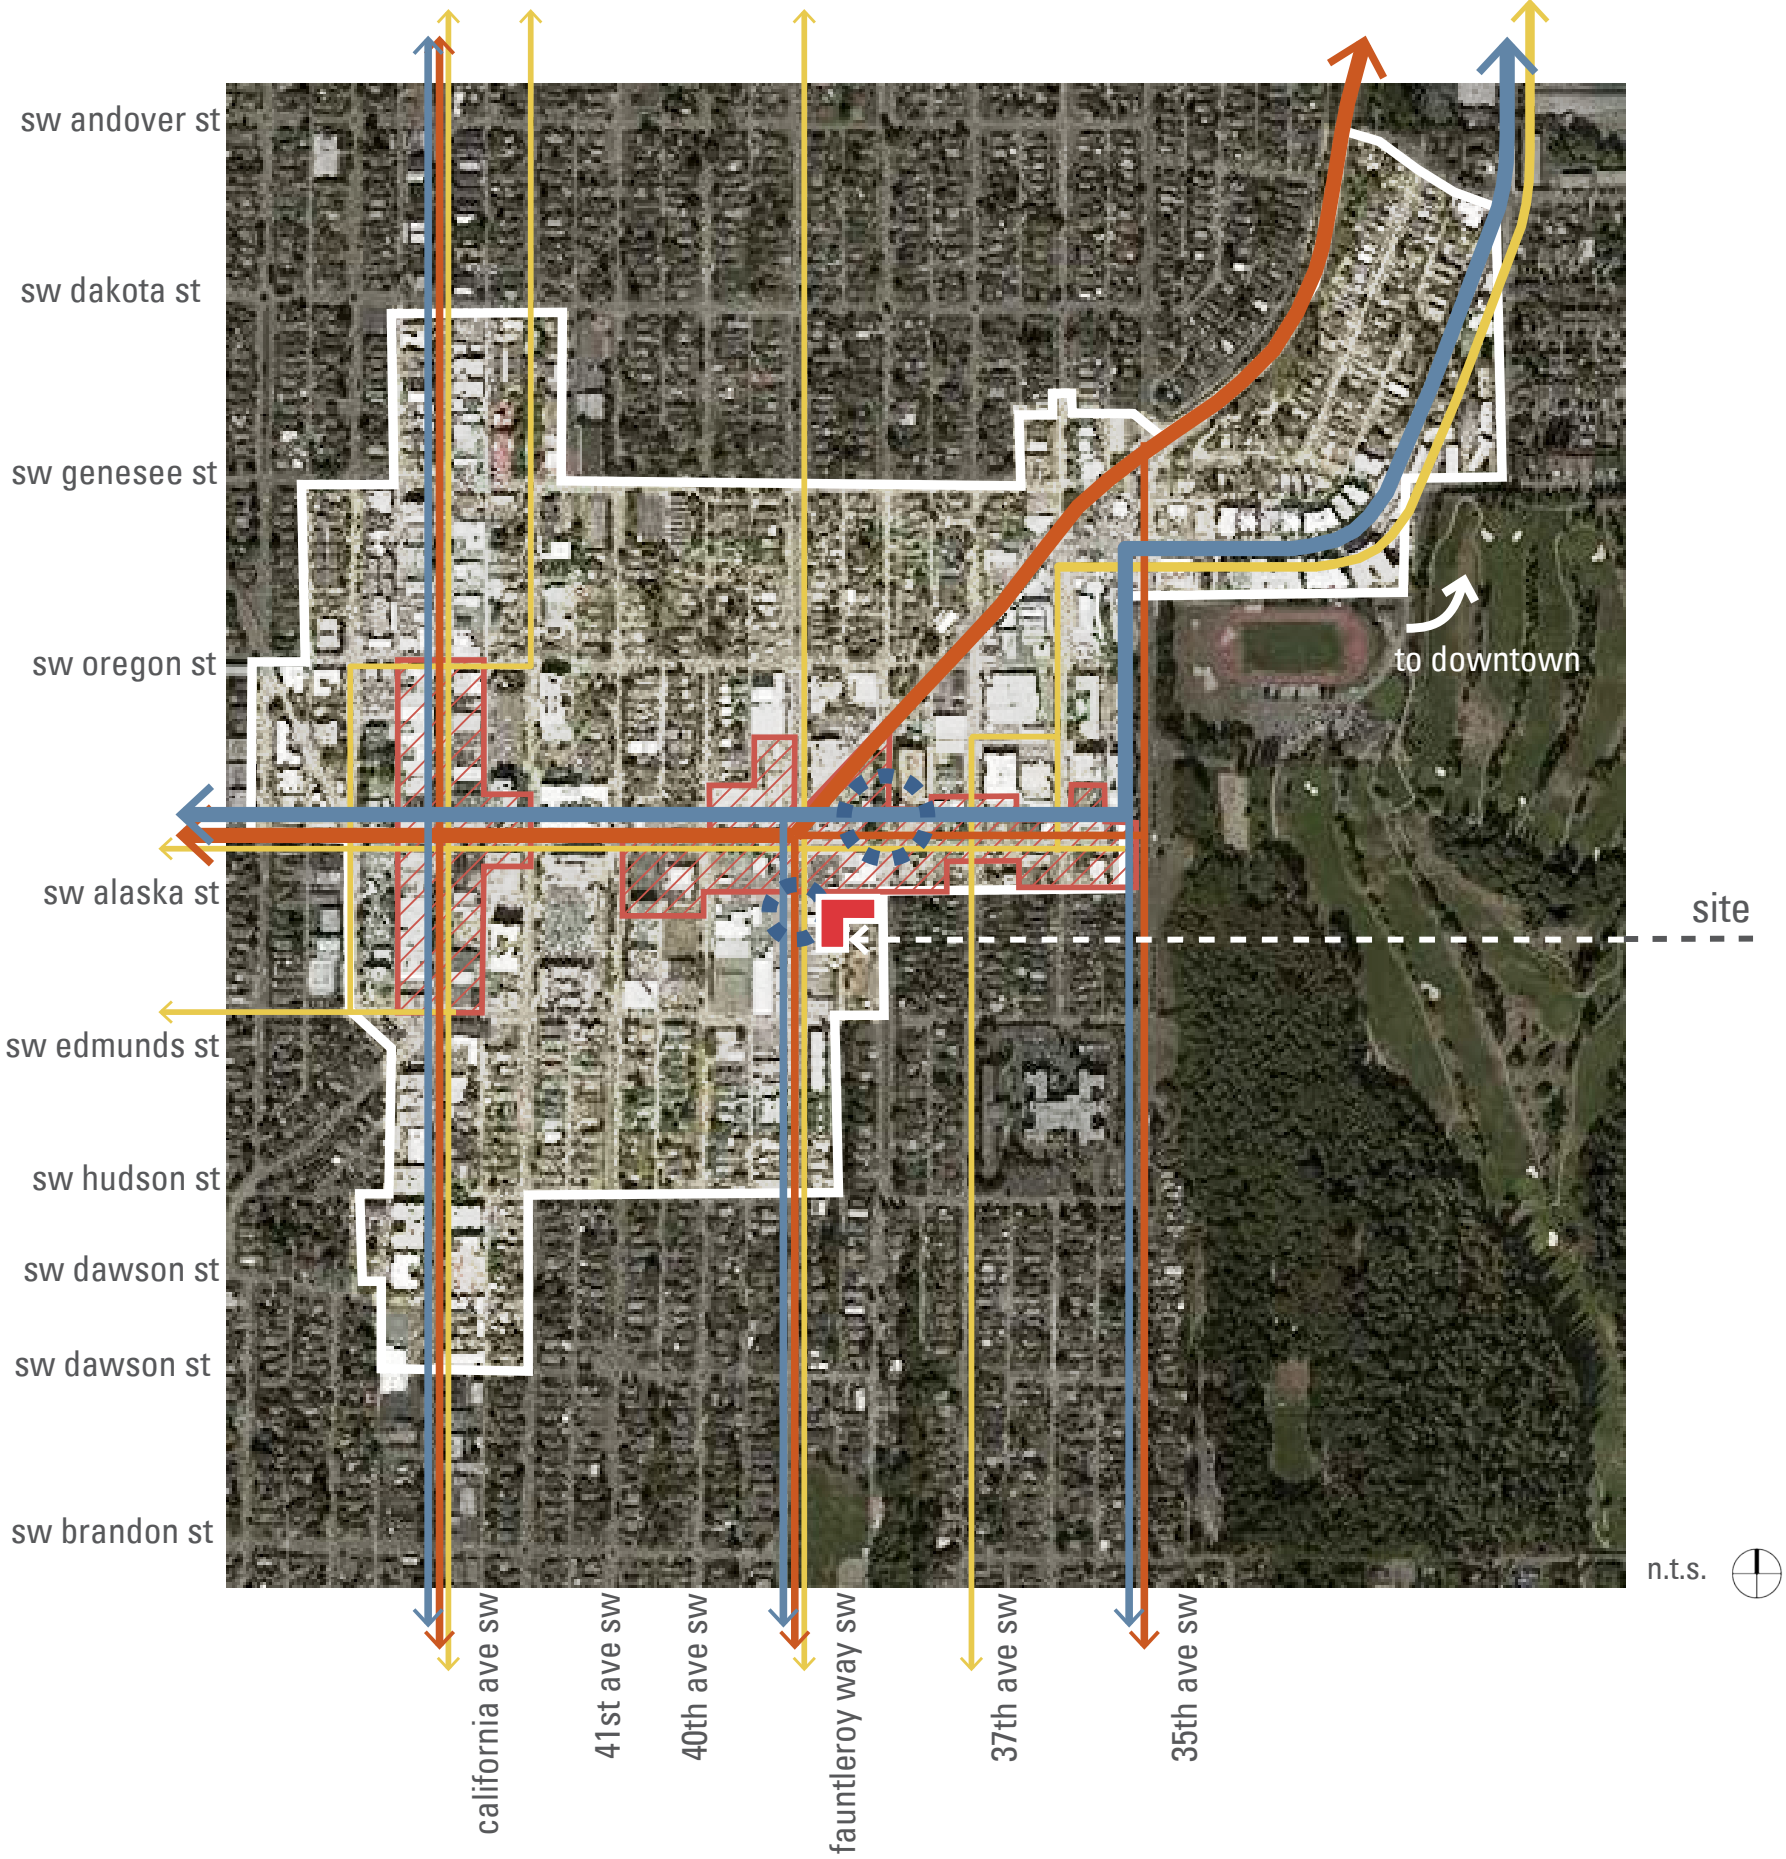 sw andover st
sw dakota st
sw genesee st
sw oregon st
to downtown
sw alaska st
site
sw edmunds st
sw hudson st
sw dawson st
sw dawson st
sw brandon st
n.t.s.
california ave sw
41st ave sw
40th ave sw
fauntleroy way sw
37th ave sw
35th ave sw